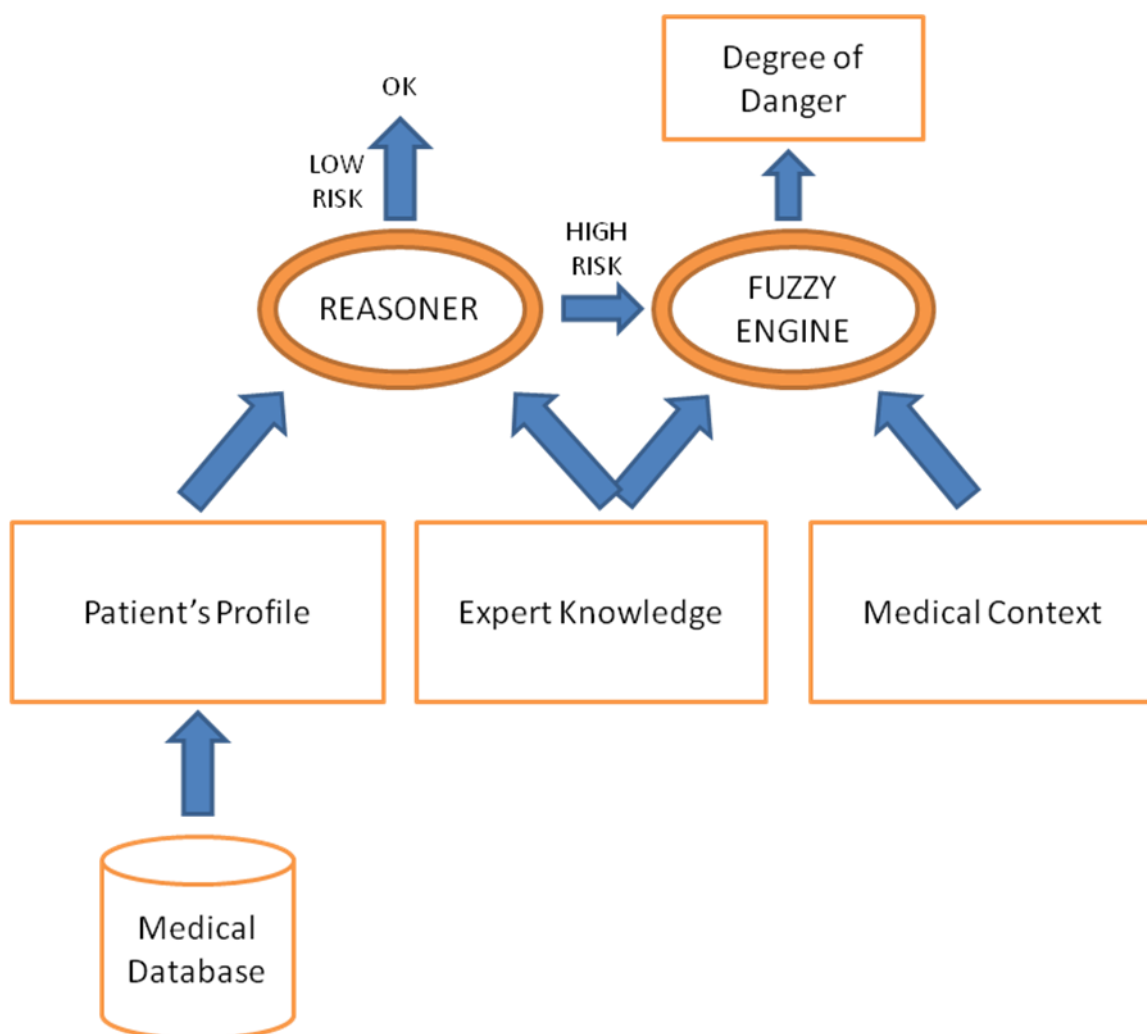 Degree of
Danger
OK
LOW
RISK
HIGH
RISK
REASONER
FUZZY
ENGINE
Patient's Profile
Expert Knowledge
Medical Context
Medical
Database